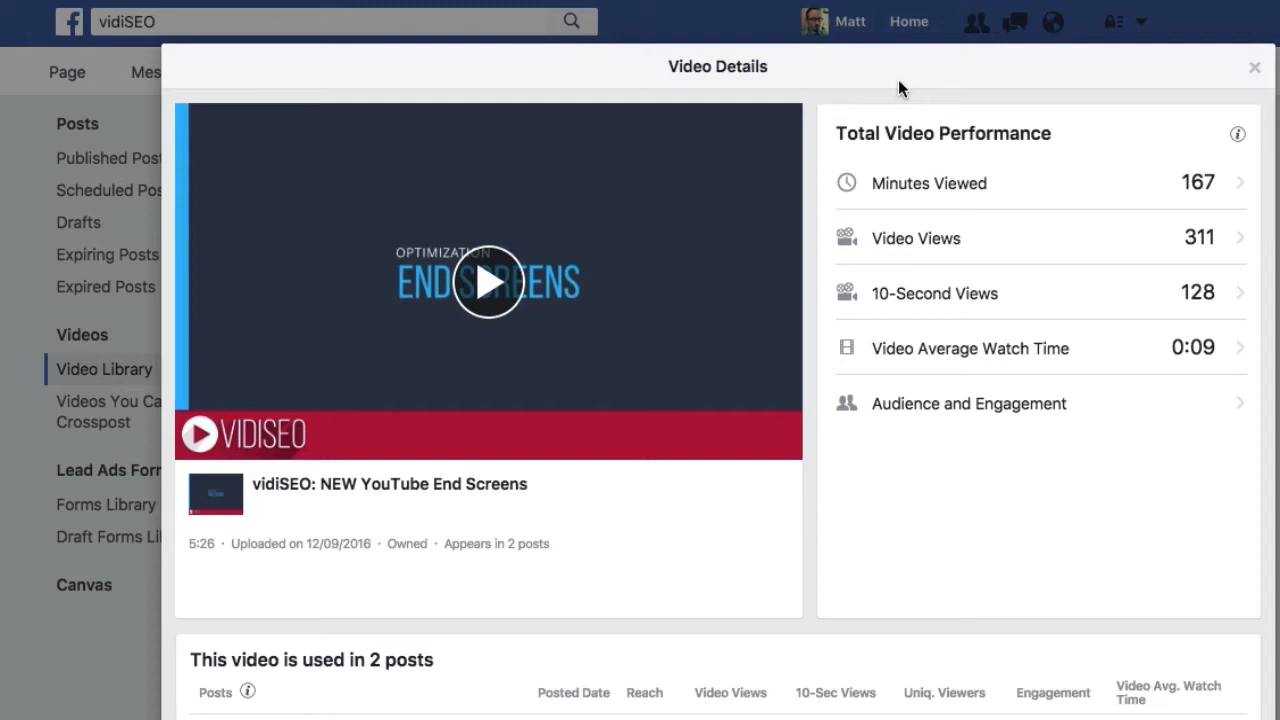 vidiSEO
Matt
Home
Page
Mes
Video Details
Posts
Published Post
Scheduled Pos
Drafts
Expiring Posts
Expired Posts
Videos
Video Library
Videos You Ca
Crosspost
Lead Ads Forr
Forms Library
Draft Forms Li
Canvas
OPTIMIZATION
END SCREENS
VIDISEO
vidiSEO: NEW YouTube End Screens
5:26 · Uploaded on 12/09/2016 · Owned · Appears in 2 posts
Total Video Performance
Minutes Viewed 167
Video Views 311
10-Second Views 128
Video Average Watch Time 0:09
Audience and Engagement
This video is used in 2 posts
Posts Posted Date Reach Video Views 10-Sec Views Uniq. Viewers Engagement Video Avg. Watch
Time